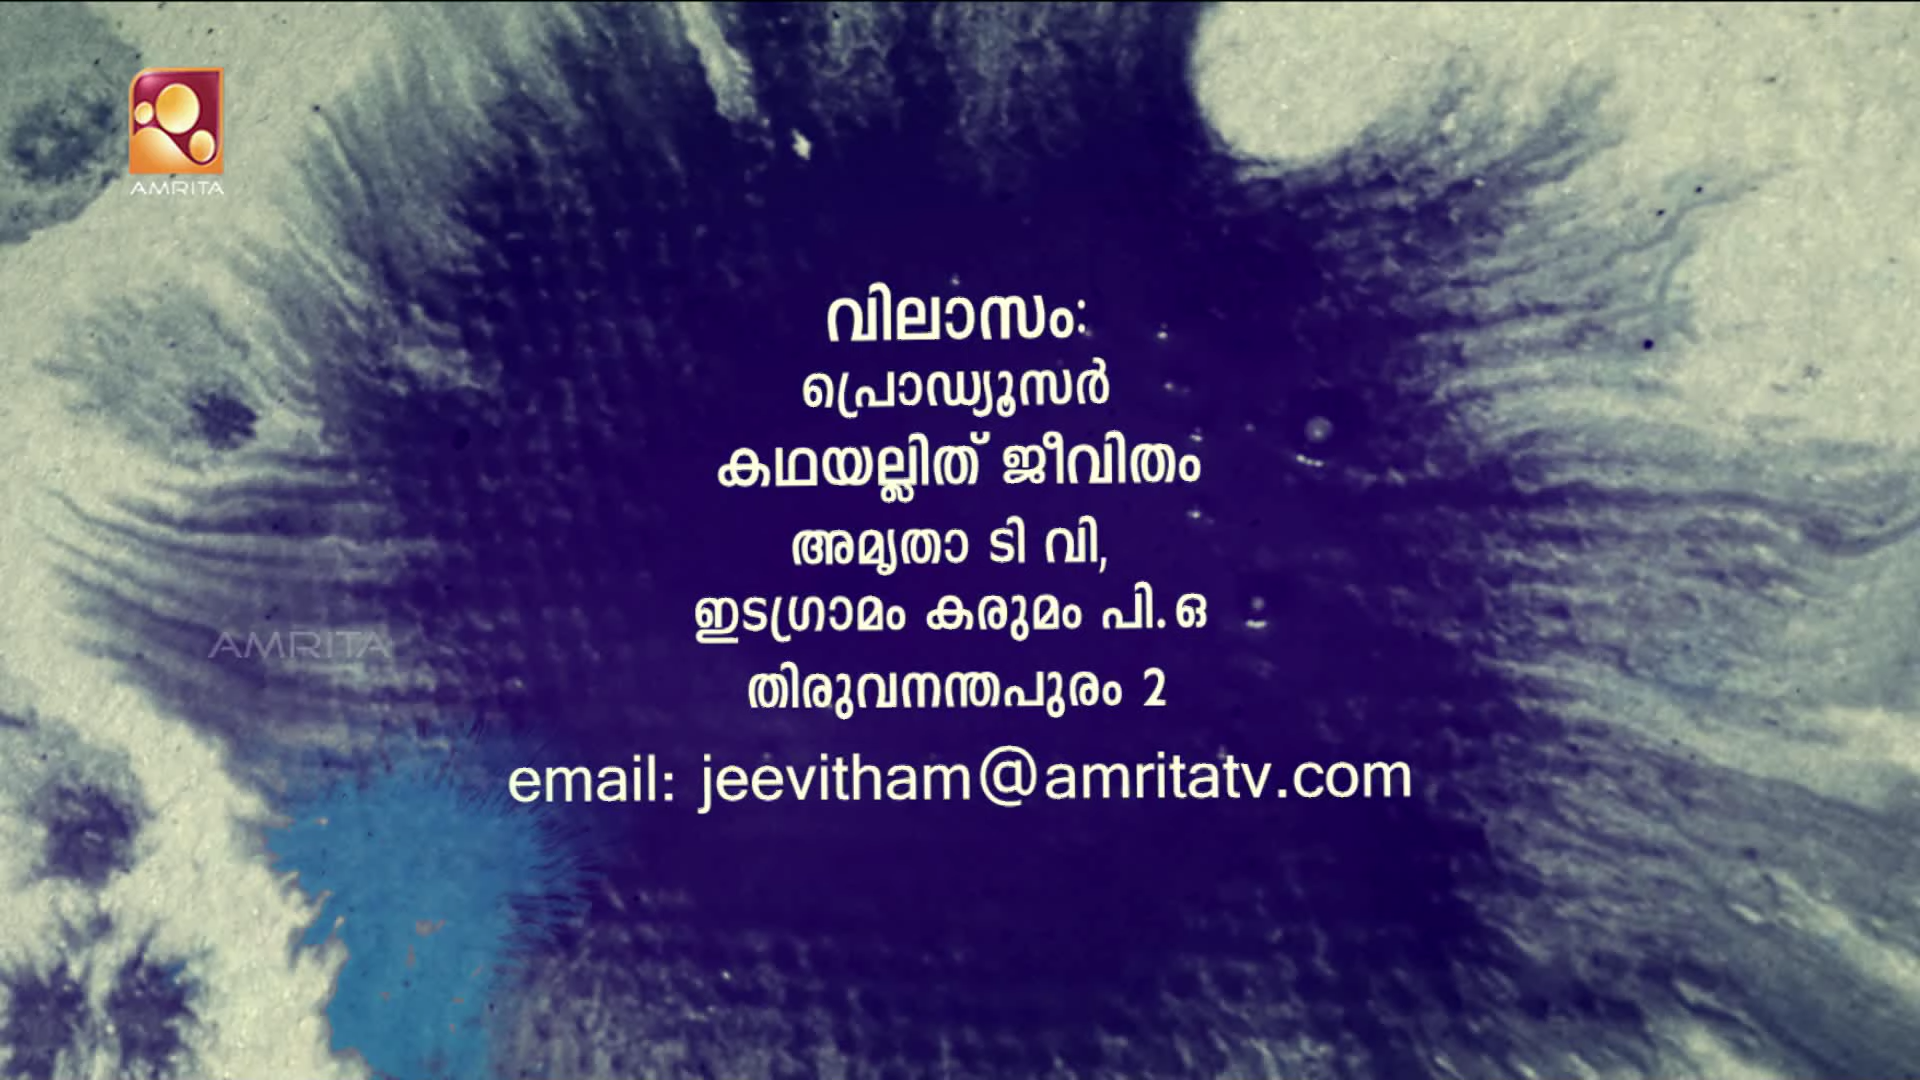 AMRITA
വിലാസം:
പ്രൊഡ്യൂസർ
കഥയല്ലിത് ജീവിതം
അമൃതാ ടി വി,
ഇടഗ്രാമം കരുമം പി.ഒ
AMRITA
തിരുവനന്തപുരം 2
email: jeevitham@amritatv.com